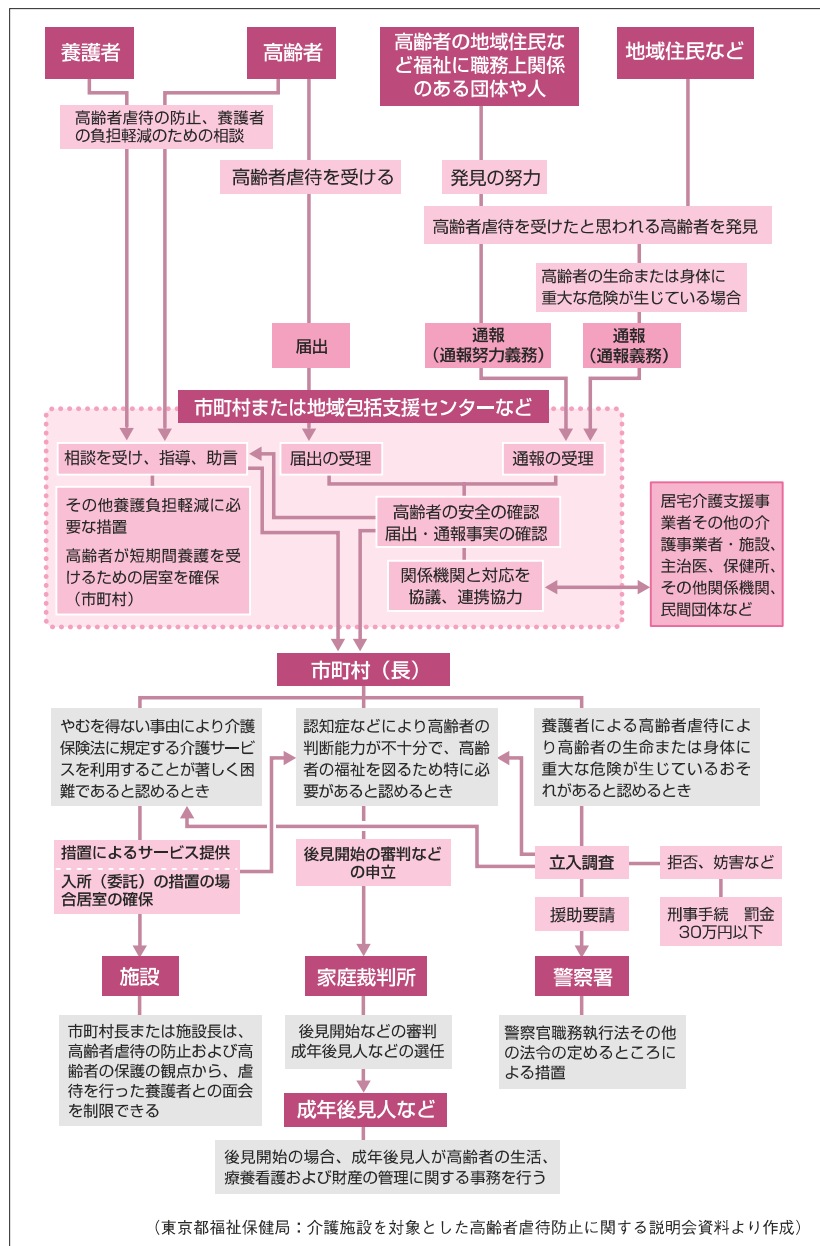 養護者
高齢者
高齢者の地域住民な
ど福祉に職務上関係
のある団体や人
地域住民など
高齢者虐待の防止、養護者
の負担軽減のための相談
高齢者虐待を受ける
発見の努力
高齢者虐待を受けたと思われる高齢者を発見
高齢者の生命または身体に
重大な危険が生じている場合
届出
通報
（通報努力義務）
通報
（通報義務）
市町村または地域包括支援センターなど
相談を受け、指導、助言
届出の受理
通報の受理
その他養護負担軽減に必
要な措置
高齢者が短期間養護を受
けるための居室を確保
（市町村）
高齢者の安全の確認
届出・通報事実の確認
関係機関と対応を
協議、連携協力
居宅介護支援事
業者その他の介
護事業者・施設、
主治医、保健所、
その他関係機関、
民間団体など
市町村（長）
やむを得ない事由により介護
保険法に規定する介護サービ
スを利用することが著しく困
難であると認めるとき
認知症などにより高齢者の
判断能力が不十分で、高齢
者の福祉を図るため特に必
要があると認めるとき
養護者による高齢者虐待によ
り高齢者の生命または身体に
重大な危険が生じているおそ
れがあると認めるとき
措置によるサービス提供
入所（委託）の措置の場
合居室の確保
後見開始の審判など
の申立
立入調査
拒否、妨害など
援助要請
刑事手続　罰金
30万円以下
施設
家庭裁判所
警察署
市町村長または施設長は、
高齢者虐待の防止および高
齢者の保護の観点から、虐
待を行った養護者との面会
を制限できる
後見開始などの審判
成年後見人などの選任
警察官職務執行法その他
の法令の定めるところに
よる措置
成年後見人など
後見開始の場合、成年後見人が高齢者の生活、
療養看護および財産の管理に関する事務を行う
（東京都福祉保健局：介護施設を対象とした高齢者虐待防止に関する説明会資料より作成）